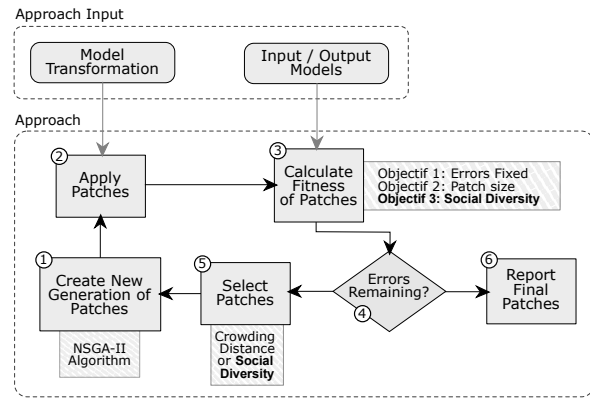 Approach Input
Model
Transformation
Input / Output
Models
Approach
2
Apply
Patches
3
Calculate
Fitness
of Patches
Objectif 1: Errors Fixed
Objectif 2: Patch size
Objectif 3: Social Diversity
1
Create New
Generation of
Patches
NSGA-II
Algorithm
5
Select
Patches
Crowding
Distance
or Social
Diversity
Errors
Remaining?
4
6
Report
Final
Patches